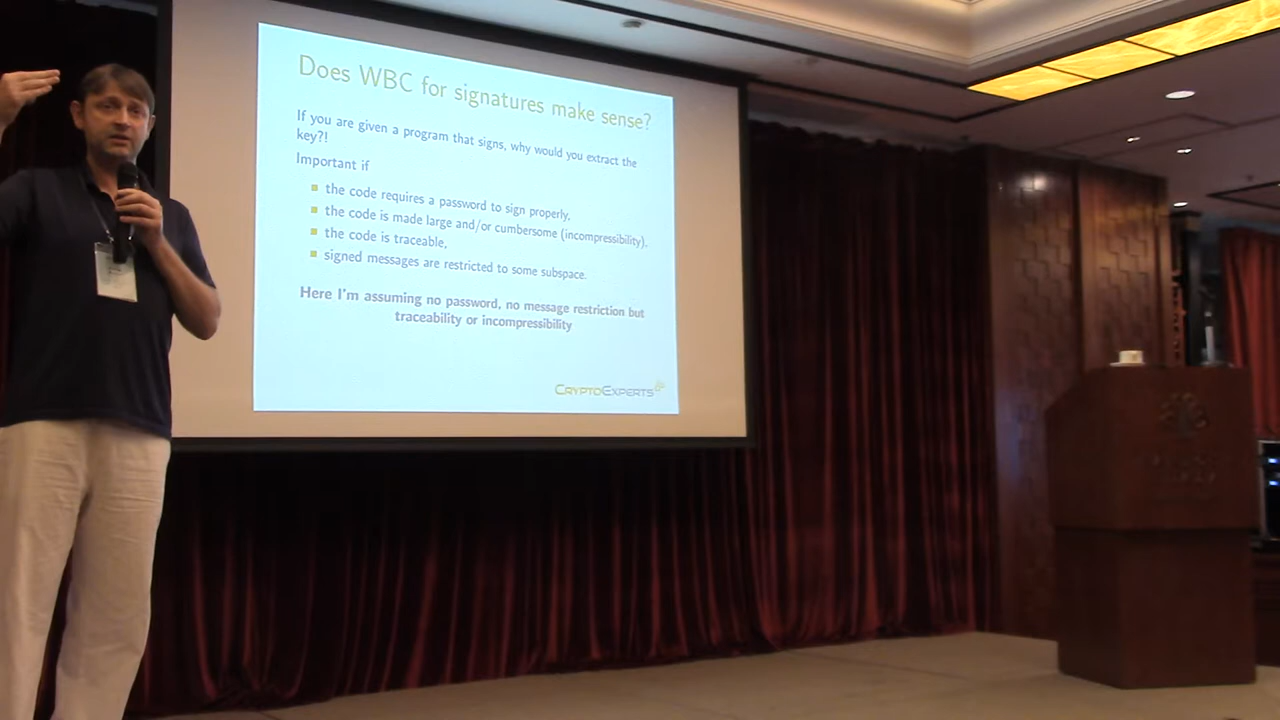 Does WBC for signatures make sense?
If you are given a program that signs, why would you extract the
key?!
Important if
the code requires a password to sign properly,
the code is made large and/or cumbersome (incompressibility),
the code is traceable,
signed messages are restricted to some subspace.
Here I'm assuming no password, no message restriction but
traceability or incompressibility
CRYPTOEXPERTS